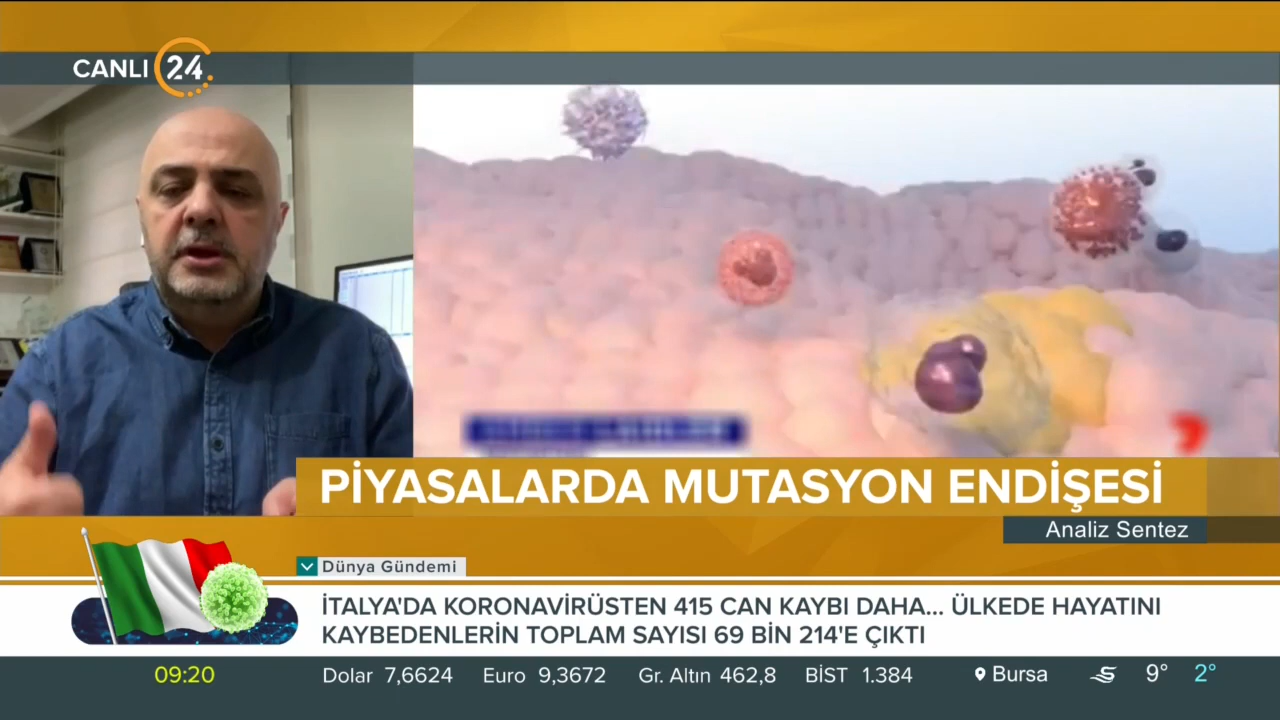 CANLI 24
PİYASALARDA MUTASYON ENDİŞESİ
Analiz Sentez
Dünya Gündemi
İTALYA'DA KORONAVİRÜSTEN 415 CAN KAYBI DAHA... ÜLKEDE HAYATINI
KAYBEDENLERİN TOPLAM SAYISI 69 BİN 214'E ÇIKTI
09:20 Dolar 7,6624 Euro 9,3672 Gr. Altın 462,8 BİST 1.384 Bursa 9° 2°